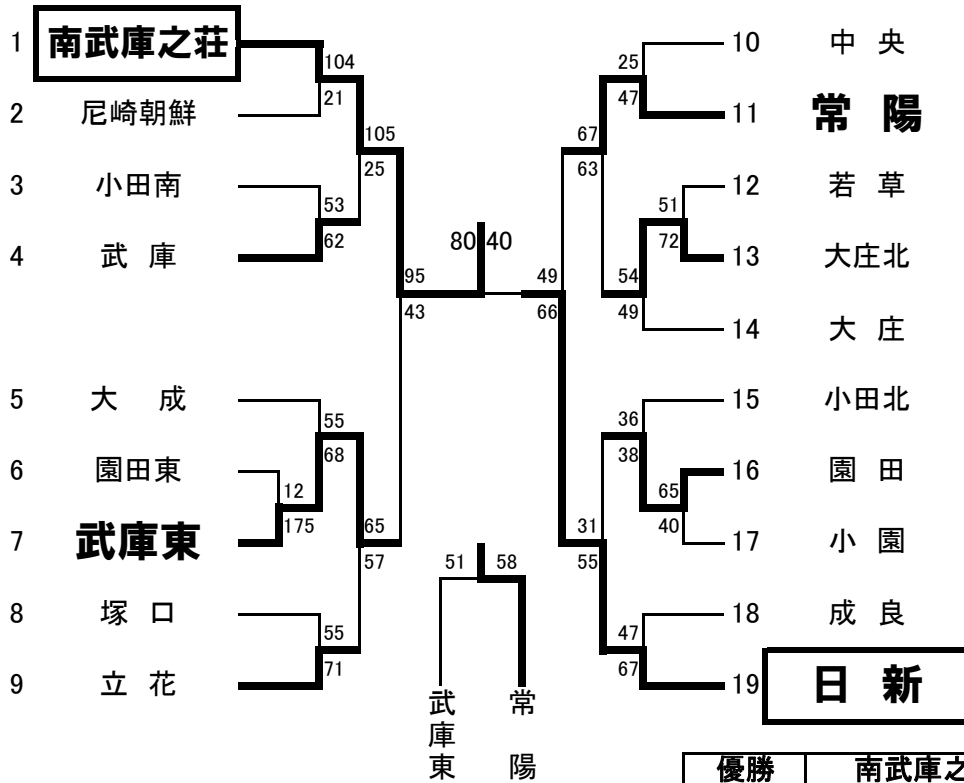 1 南武庫之荘
104
21
2 尼崎朝鮮
105
25
3 小田南
53
62
4 武 庫
95
43
5 大 成
55
68
6 園田東
12
175
7 武庫東
65
57
8 塚 口
55
71
9 立 花
80 40
51 58
武庫東
常 陽
10 中 央
25
47
11 常 陽
67
63
12 若 草
51
72
13 大庄北
54
49
14 大 庄
49
66
15 小田北
36
38
16 園 田
65
40
17 小 園
31
55
18 成 良
47
67
19 日 新
優勝 南武庫之